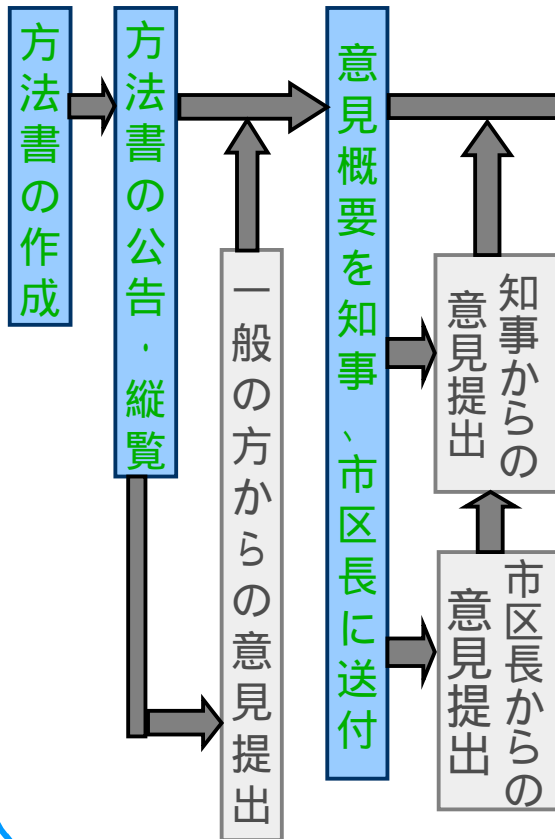 方法書の作成
方法書の公告・縦覧
一般の方からの意見提出
意見概要を知事、市区長に送付
知事からの
意見提出
市区長からの
意見提出